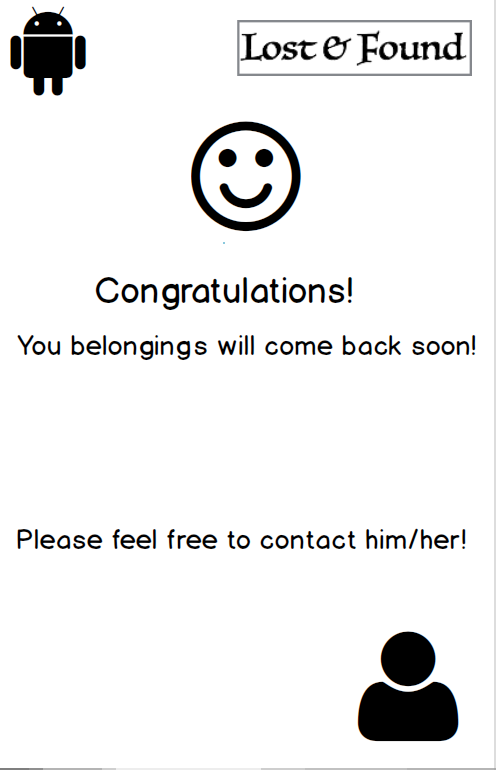 Lost & Found
Congratulations!
You belongings will come back soon!
Please feel free to contact him/her!